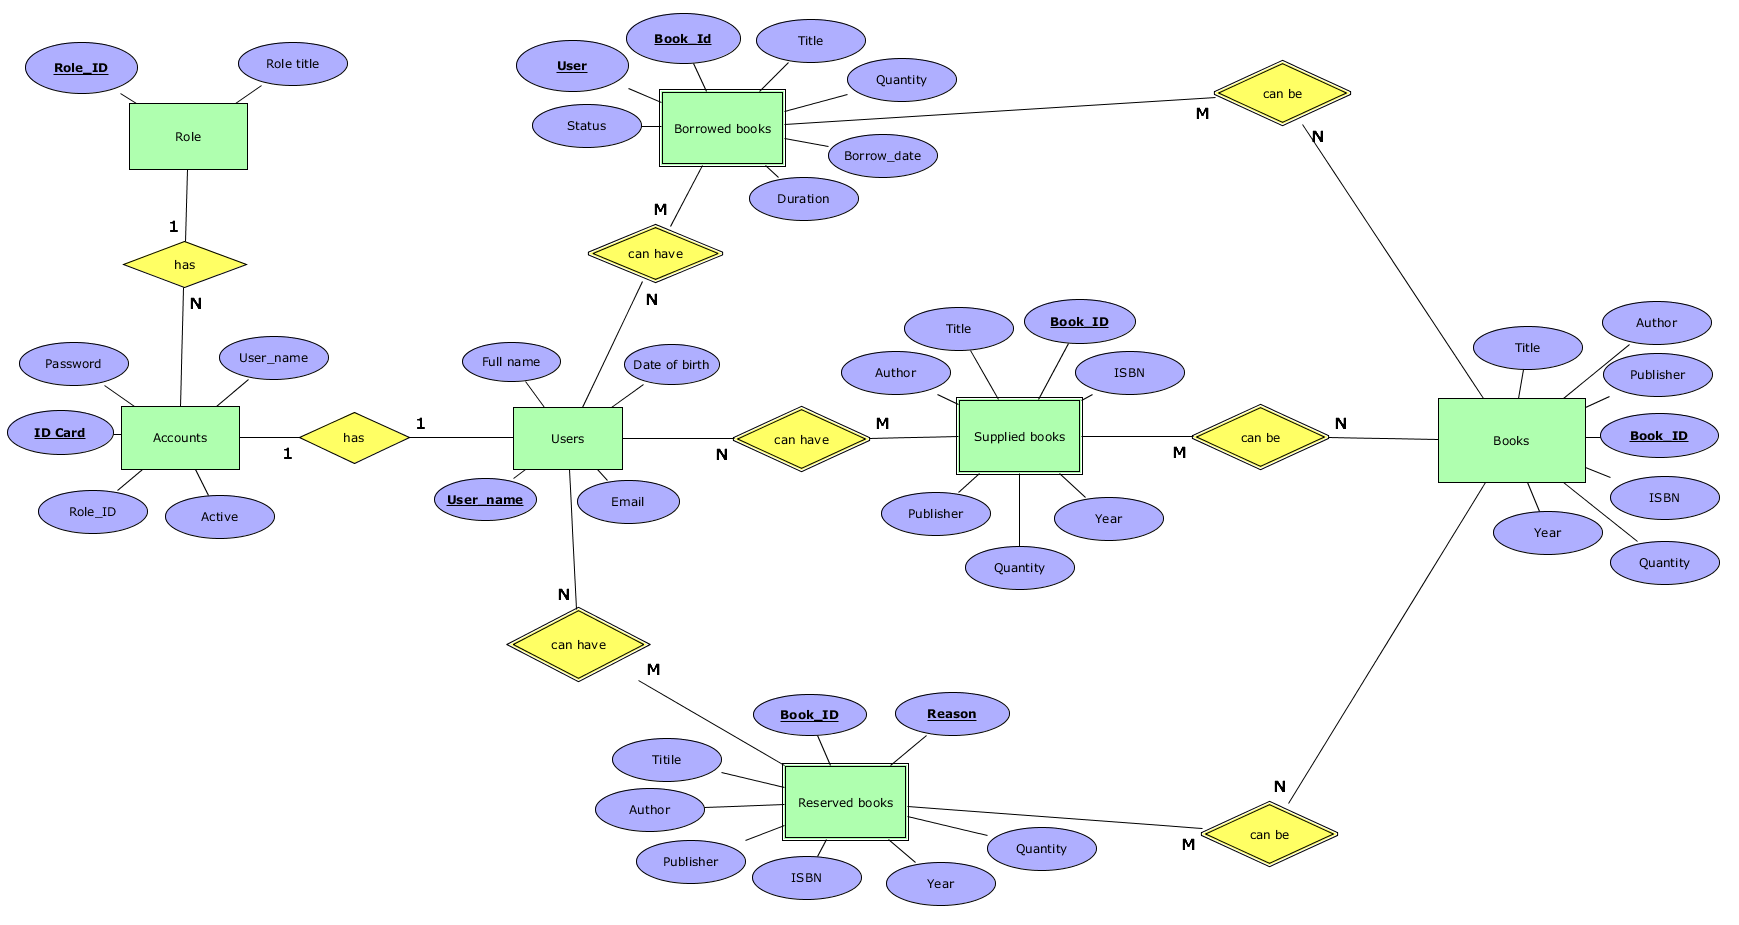 Book_Id
Title
Role_ID
Role title
User
Quantity
can be
Status
Borrowed books
M
N
Role
Borrow_date
Duration
M
1
can have
has
N
N
Title
Book_ID
Author
Password
User_name
Full name
Date of birth
Author
ISBN
Title
Publisher
ID Card
Accounts
1
has
1
Users
N
can have
M
Supplied books
M
can be
N
Books
Book_ID
Role_ID
Active
User_name
Email
Publisher
Year
ISBN
Quantity
Year
Quantity
N
can have
M
Book_ID
Reason
Titile
N
Author
Reserved books
can be
M
Publisher
Quantity
ISBN
Year